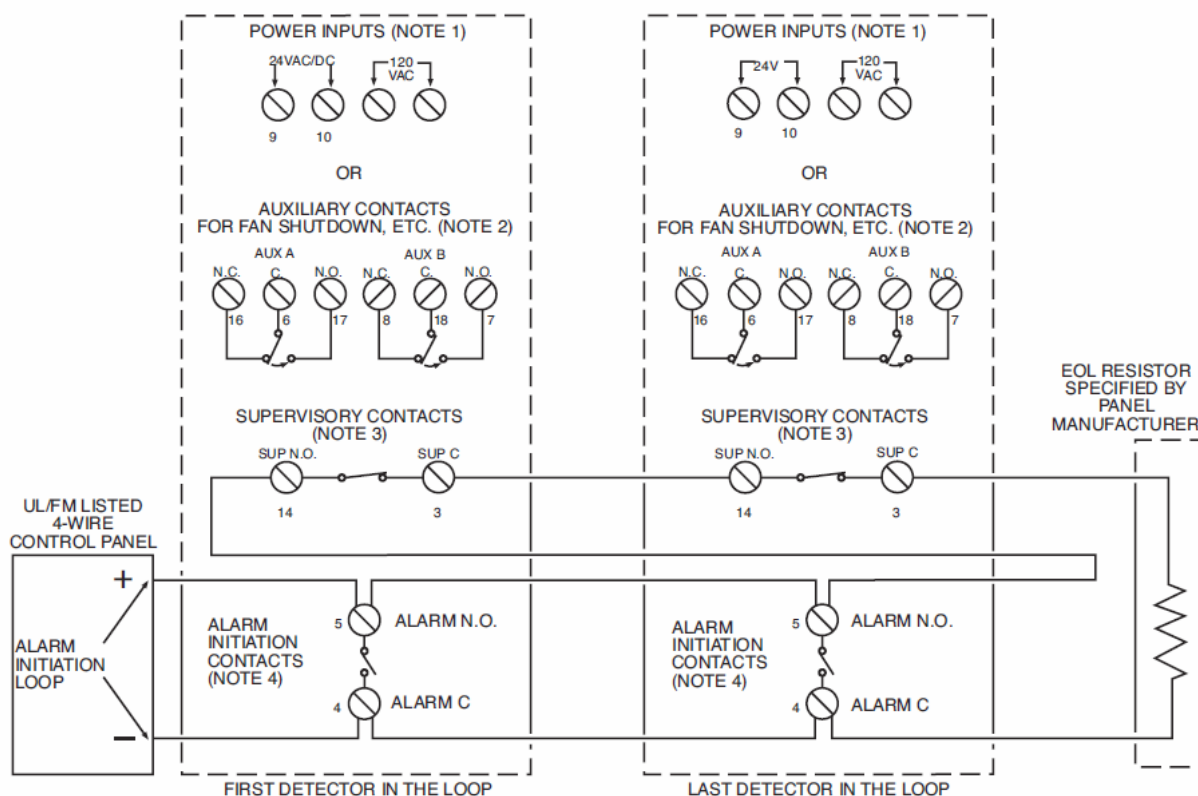 POWER INPUTS (NOTE 1)
24VAC/DC
120
VAC
9
10
OR
AUXILIARY CONTACTS
FOR FAN SHUTDOWN, ETC. (NOTE 2)
AUX A
AUX B
N.C.
C.
N.O.
N.C.
C.
N.O.
16
6
17
8
18
7
SUPERVISORY CONTACTS
(NOTE 3)
SUP N.O.
SUP C
14
3
5
ALARM N.O.
ALARM
INITIATION
CONTACTS
(NOTE 4)
4
ALARM C
FIRST DETECTOR IN THE LOOP
POWER INPUTS (NOTE 1)
24V
120
VAC
9
10
OR
AUXILIARY CONTACTS
FOR FAN SHUTDOWN, ETC. (NOTE 2)
AUX A
AUX B
N.C.
C.
N.O.
N.C.
C.
N.O.
16
6
17
8
18
7
SUPERVISORY CONTACTS
(NOTE 3)
SUP N.O.
SUP C
14
3
5
ALARM N.O.
ALARM
INITIATION
CONTACTS
(NOTE 4)
4
ALARM C
LAST DETECTOR IN THE LOOP
EOL RESISTOR
SPECIFIED BY
PANEL
MANUFACTURER
UL/FM LISTED
4-WIRE
CONTROL PANEL
+
ALARM
INITIATION
LOOP
–